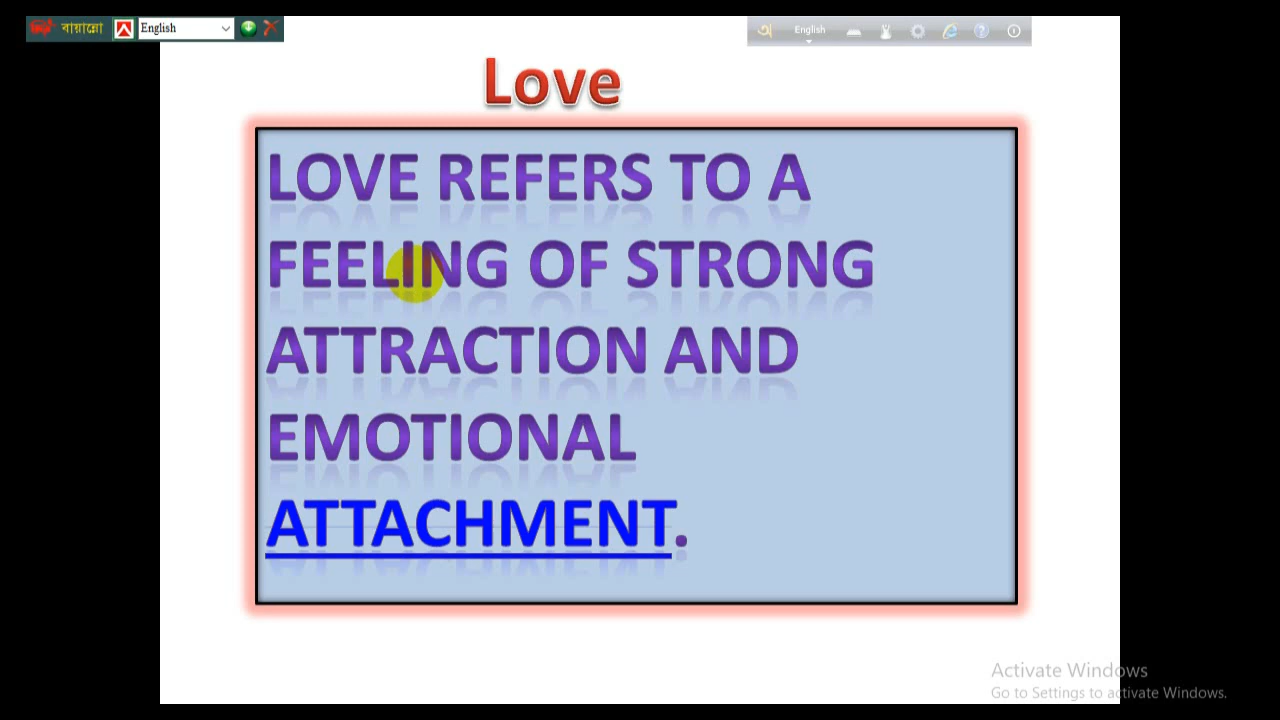 বায়ান্নো
English
অ
English
Love
LOVE REFERS TO A
FEELING OF STRONG
ATTRACTION AND
EMOTIONAL
ATTACHMENT.
Activate Windows
Go to Settings to activate Windows.